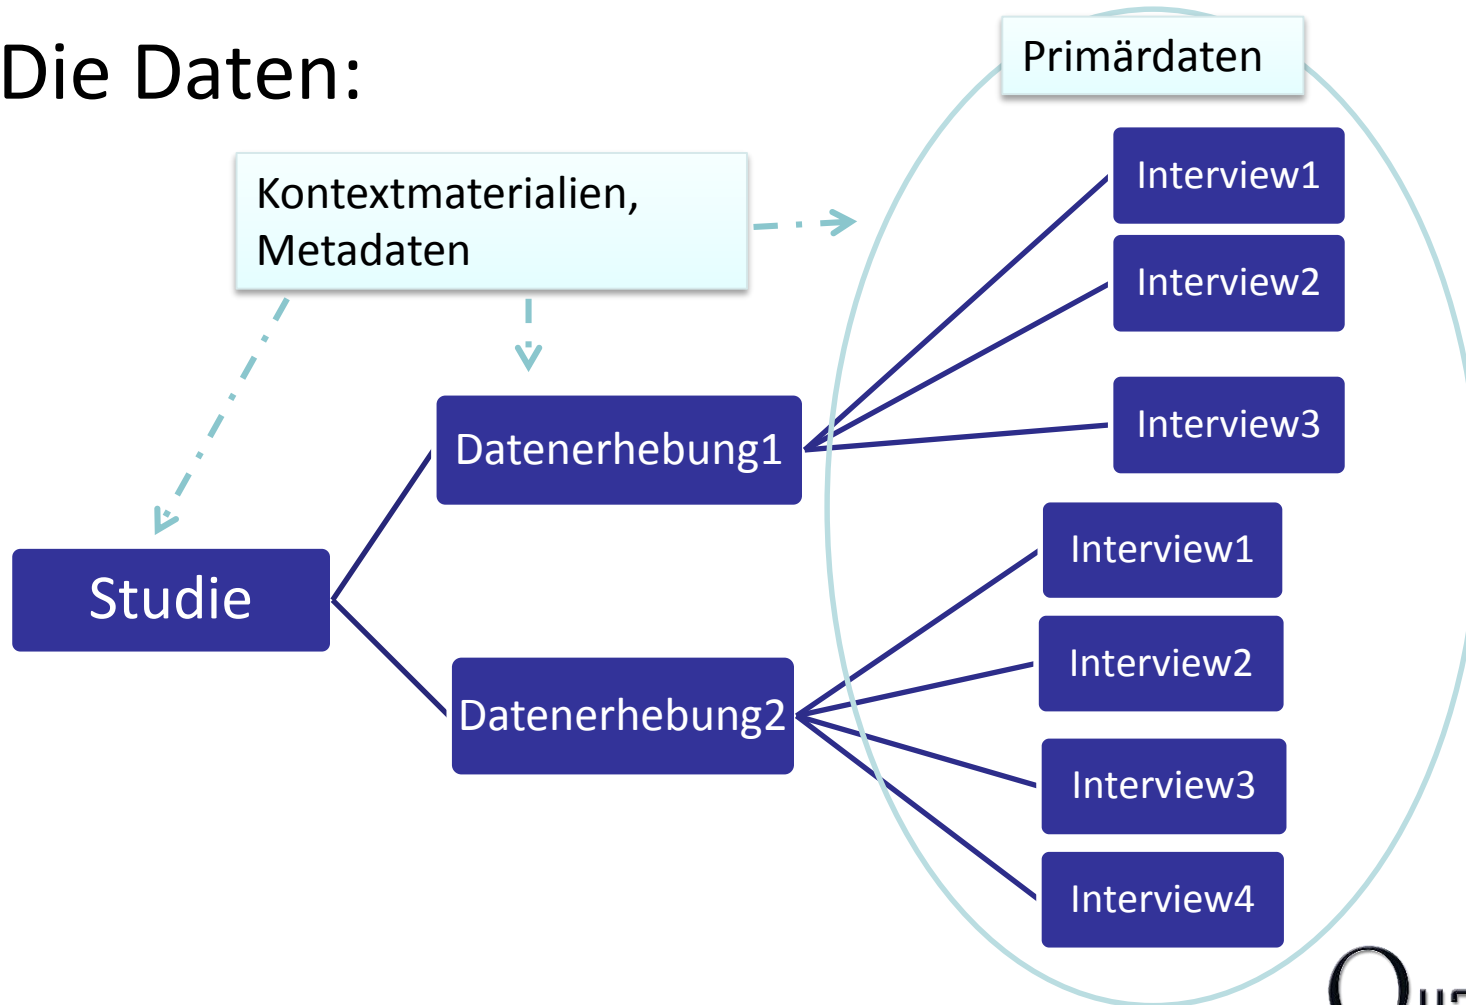 Die Daten:
Primärdaten
Kontextmaterialien,
Metadaten
Interview1
Interview2
Interview3
Datenerhebung1
Studie
Datenerhebung2
Interview1
Interview2
Interview3
Interview4